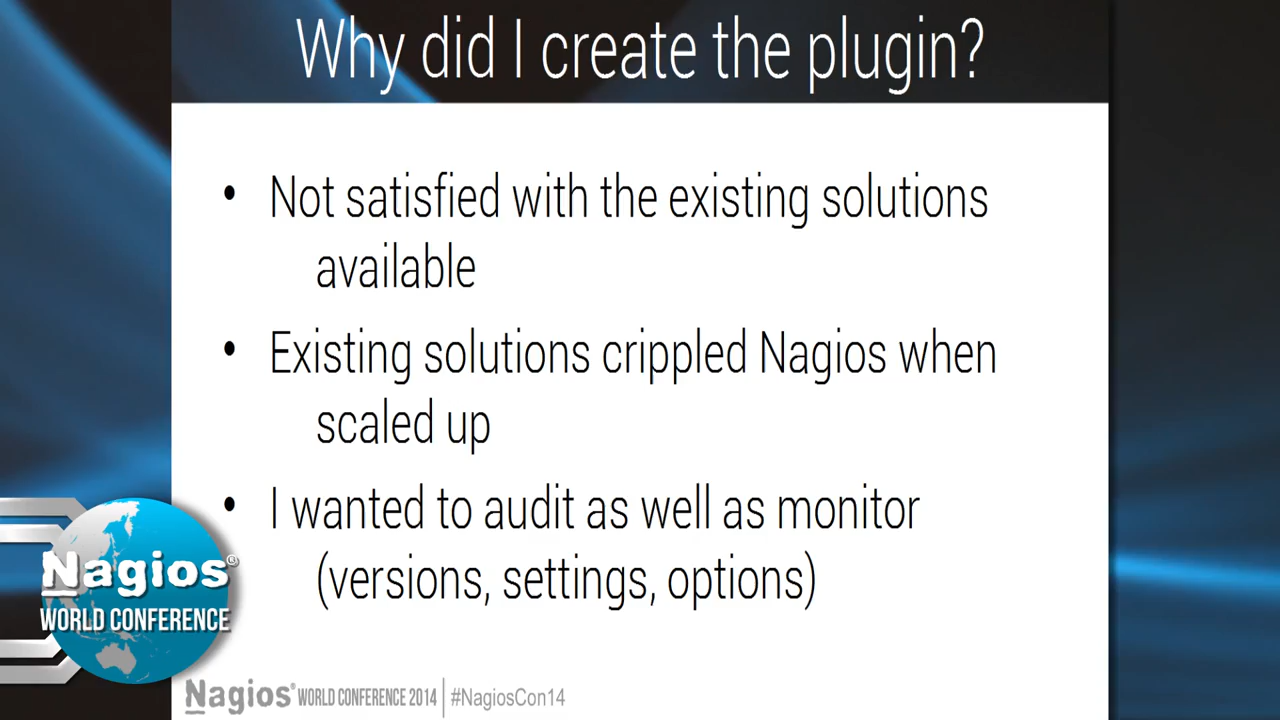 Why did I create the plugin?
• Not satisfied with the existing solutions
available
• Existing solutions crippled Nagios when
scaled up
• I wanted to audit as well as monitor
(versions, settings, options)
Nagios®
WORLD CONFERENCE
Nagios® WORLD CONFERENCE 2014 | #NagiosCon14